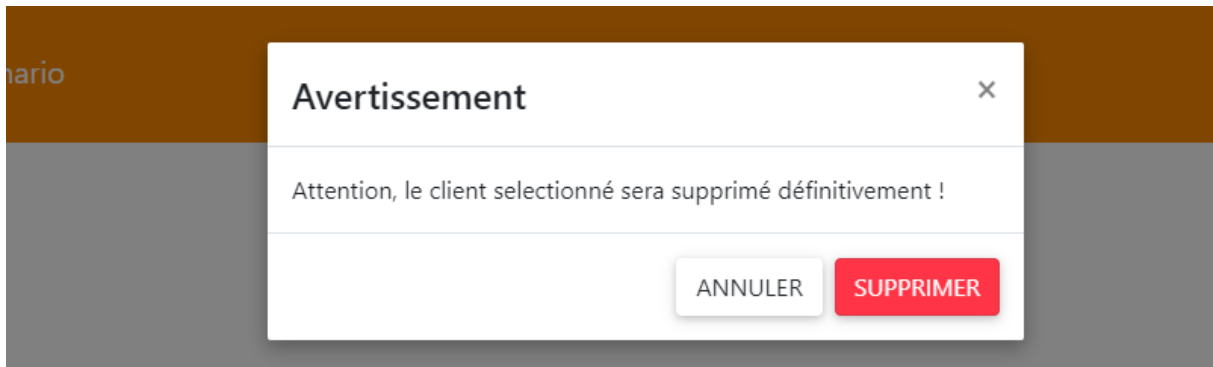 nario
Avertissement
×
Attention, le client selectionné sera supprimé définitivement !
ANNULER
SUPPRIMER